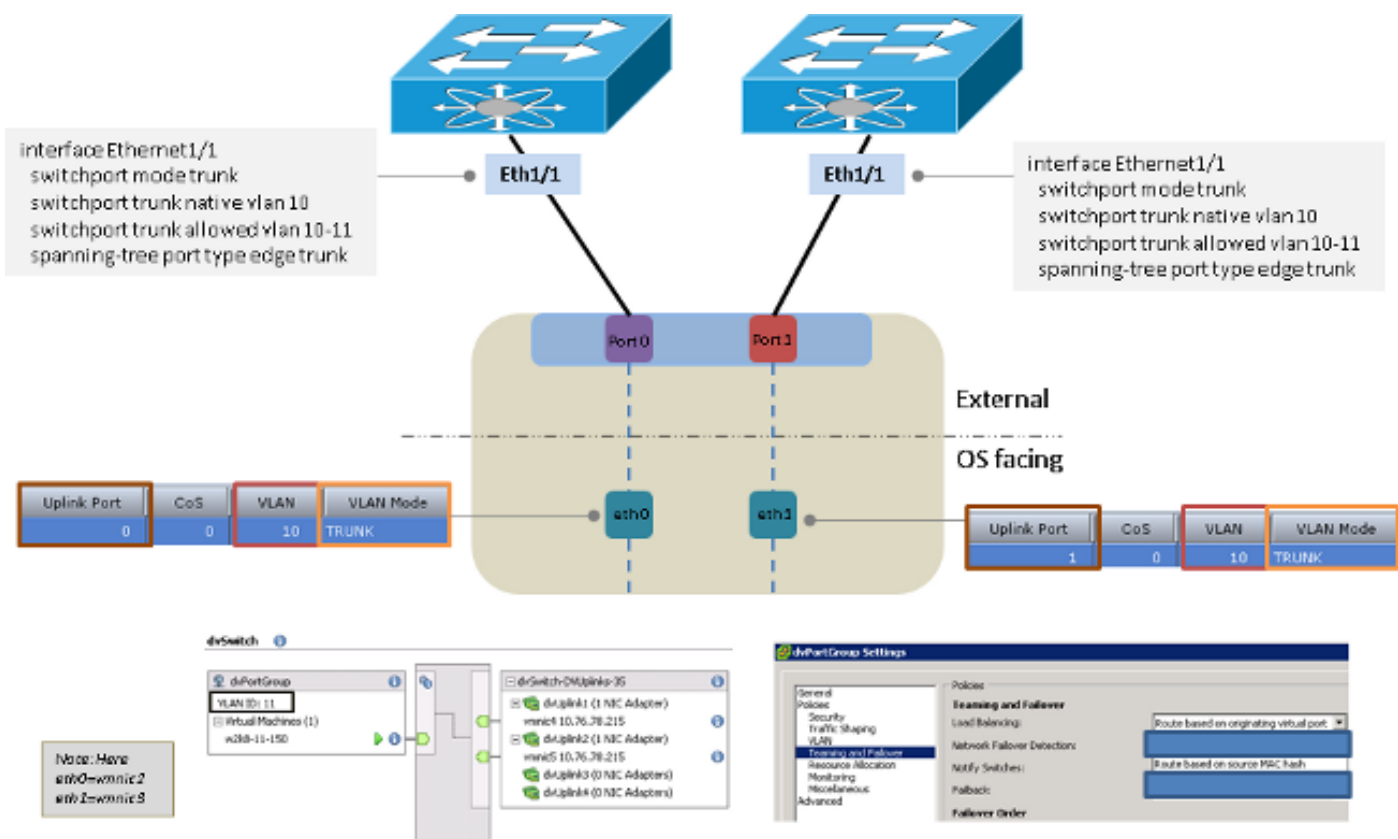 interface Ethernet1/1
switchport mode trunk
switchport trunk native vlan 10
switchport trunk allowed vlan 10-11
spanning-tree port type edge trunk
Eth1/1
Eth1/1
interface Ethernet1/1
switchport mode trunk
switchport trunk native vlan 10
switchport trunk allowed vlan 10-11
spanning-tree port type edge trunk
Port 0
Port 1
External
OS facing
Uplink Port CoS VLAN VLAN Mode
0 0 10 TRUNK
eth0
eth1
Uplink Port CoS VLAN VLAN Mode
1 0 10 TRUNK
dvSwitch
dvPortGroup
VLAN ID: 11
Virtual Machines (1)
w2k8-11-150
dvSwitch-DVUplinks-35
dvUplink1 (1 NIC Adapter)
vmnic4 10.76.78.215
dvUplink2 (1 NIC Adapter)
vmnic5 10.76.78.215
dvUplink3 (0 NIC Adapters)
dvUplink4 (0 NIC Adapters)
Note: Here
eth0=vmnic2
eth1=vmnic3
dvPortGroup Settings
General
Policies
Security
Traffic Shaping
VLAN
Teaming and Failover
Resource Allocation
Monitoring
Miscellaneous
Advanced
Policies
Teaming and Failover
Load Balancing: Route based on originating virtual port
Network Failover Detection:
Notify Switches: Route based on source MAC hash
Failback:
Failover Order